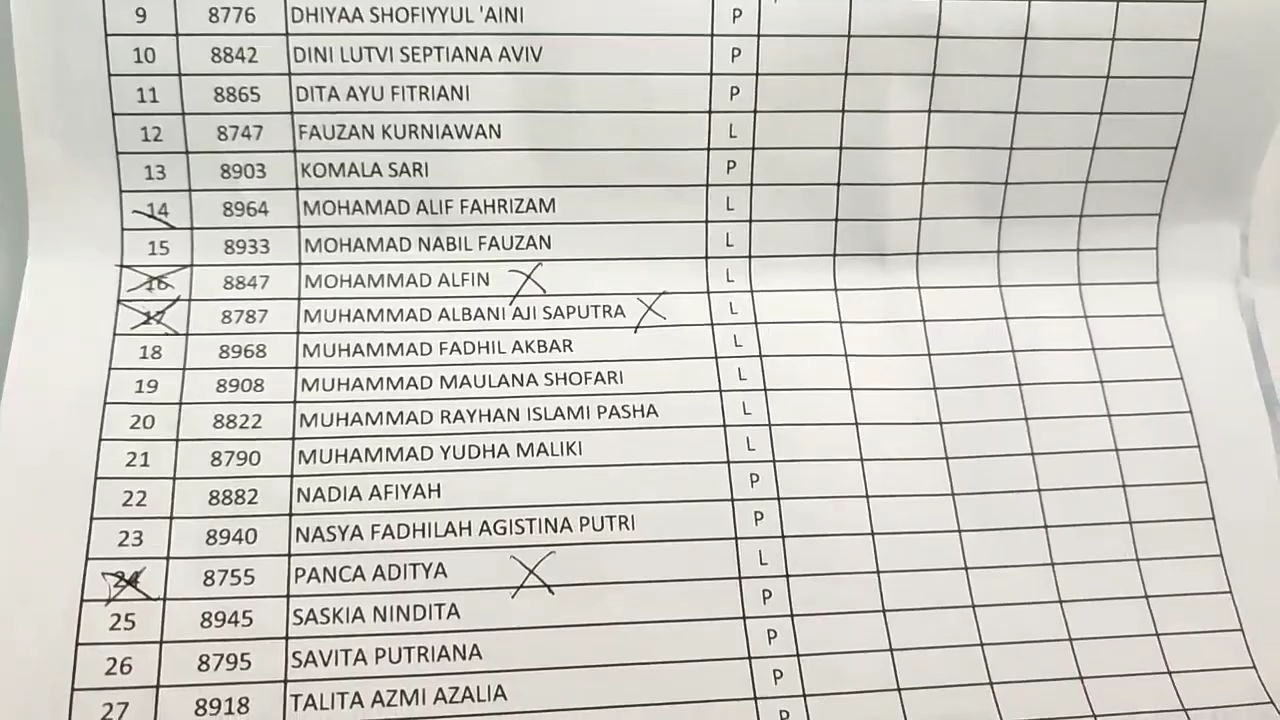 9 8776 DHIYAA SHOFIYYUL 'AINI P
10 8842 DINI LUTVI SEPTIANA AVIV P
11 8865 DITA AYU FITRIANI P
12 8747 FAUZAN KURNIAWAN L
13 8903 KOMALA SARI P
14 8964 MOHAMAD ALIF FAHRIZAM L
15 8933 MOHAMAD NABIL FAUZAN L
16 8847 MOHAMMAD ALFIN X L
17 8787 MUHAMMAD ALBANI AJI SAPUTRA X L
18 8968 MUHAMMAD FADHIL AKBAR L
19 8908 MUHAMMAD MAULANA SHOFARI L
20 8822 MUHAMMAD RAYHAN ISLAMI PASHA L
21 8790 MUHAMMAD YUDHA MALIKI L
22 8882 NADIA AFIYAH P
23 8940 NASYA FADHILAH AGISTINA PUTRI P
24 8755 PANCA ADITYA X L
25 8945 SASKIA NINDITA P
26 8795 SAVITA PUTRIANA P
27 8918 TALITA AZMI AZALIA P
P